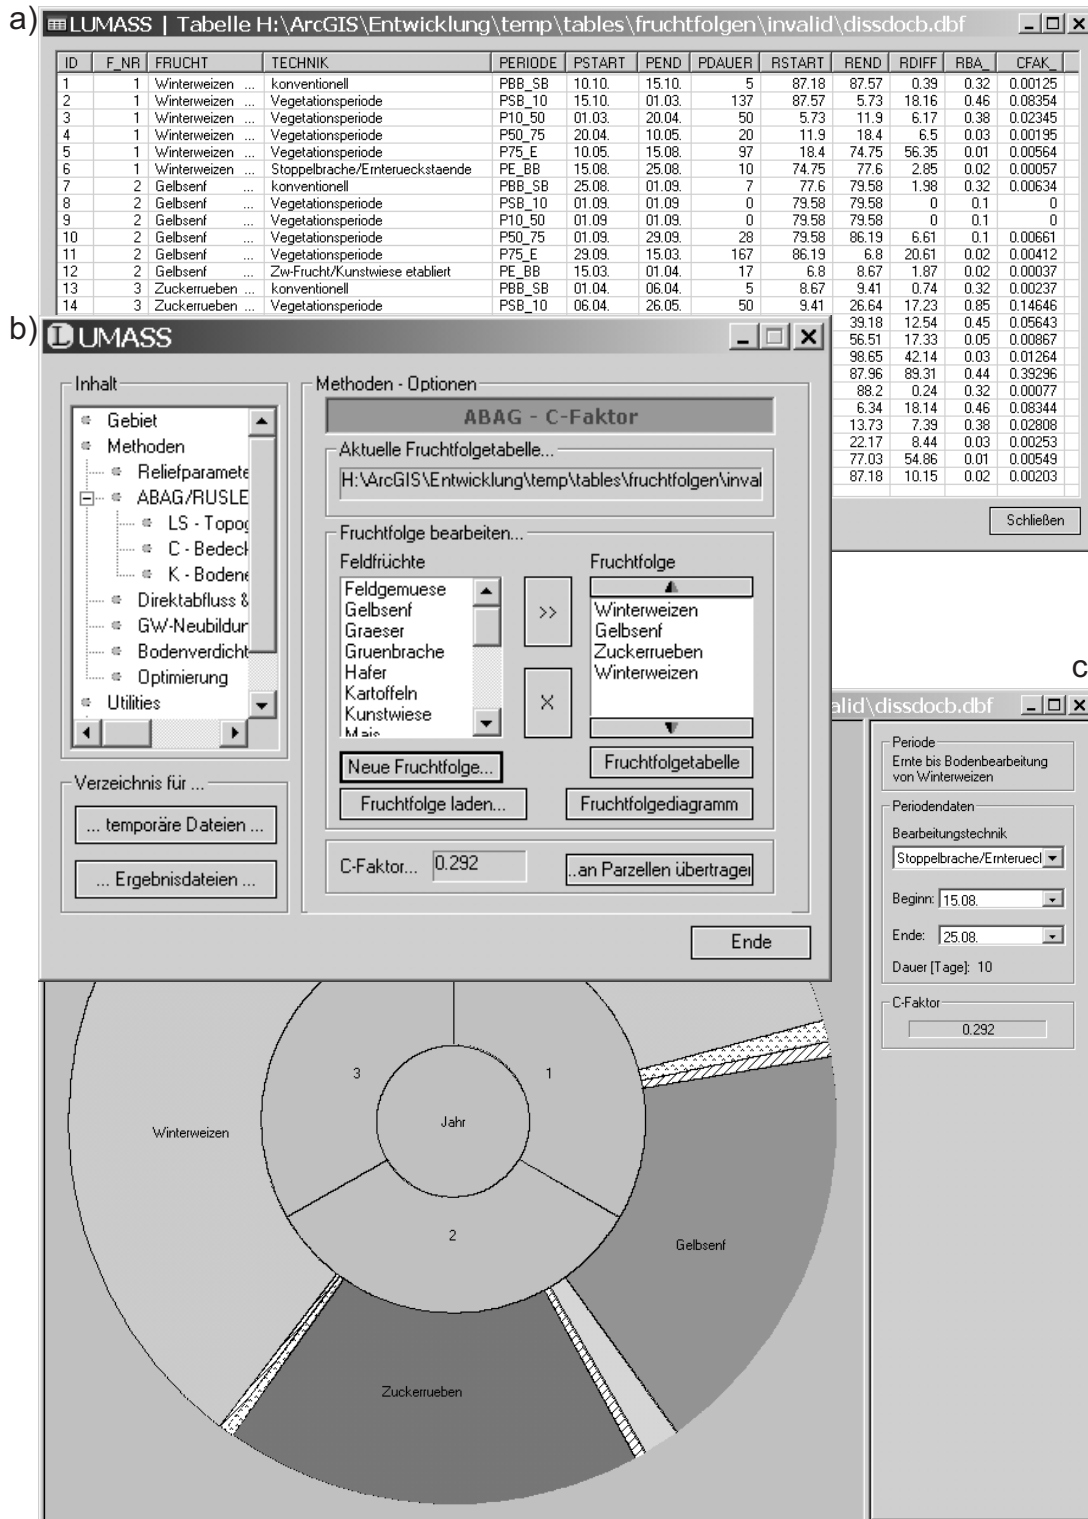 a)
LUMASS | Tabelle H:\ArcGIS\Entwicklung\temp\tables\fruchtfolgen\invalid\dissdocb.dbf
ID F_NR FRUCHT TECHNIK PERIODE PSTART PEND PDAUER RSTART REND RDIFF RBA_ CFAK_
1 1 Winterweizen ... konventionell PBB_SB 10.10. 15.10. 5 87.18 87.57 0.39 0.32 0.00125
2 1 Winterweizen ... Vegetationsperiode PSB_10 15.10. 01.03. 137 87.57 5.73 18.16 0.46 0.08354
3 1 Winterweizen ... Vegetationsperiode P10_50 01.03. 20.04. 50 5.73 11.9 6.17 0.38 0.02345
4 1 Winterweizen ... Vegetationsperiode P50_75 20.04. 10.05. 20 11.9 18.4 6.5 0.03 0.00195
5 1 Winterweizen ... Vegetationsperiode P75_E 10.05. 15.08. 97 18.4 74.75 56.35 0.01 0.00564
6 1 Winterweizen ... Stoppelbrache/Ernterueckstaende PE_BB 15.08. 25.08. 10 74.75 77.6 2.85 0.02 0.00057
7 2 Gelbsenf ... konventionell PBB_SB 25.08. 01.09. 7 77.6 79.58 1.98 0.32 0.00634
8 2 Gelbsenf ... Vegetationsperiode PSB_10 01.09. 01.09. 0 79.58 79.58 0 0.1 0
9 2 Gelbsenf ... Vegetationsperiode P10_50 01.09 01.09 0 79.58 79.58 0 0.1 0
10 2 Gelbsenf ... Vegetationsperiode P50_75 01.09. 29.09. 28 79.58 86.19 6.61 0.1 0.00661
11 2 Gelbsenf ... Vegetationsperiode P75_E 29.09. 15.03. 167 86.19 6.8 20.61 0.02 0.00412
12 2 Gelbsenf ... Zw-Frucht/Kunstwiese etabliert PE_BB 15.03. 01.04. 17 6.8 8.67 1.87 0.02 0.00037
13 3 Zuckerrueben ... konventionell PBB_SB 01.04. 06.04. 5 8.67 9.41 0.74 0.32 0.00237
14 3 Zuckerrueben ... Vegetationsperiode PSB_10 06.04. 26.05. 50 9.41 26.64 17.23 0.85 0.14646
39.18 12.54 0.45 0.05643
56.51 17.33 0.05 0.00867
98.65 42.14 0.03 0.01264
87.96 89.31 0.44 0.39296
88.2 0.24 0.32 0.00077
6.34 18.14 0.46 0.08344
13.73 7.39 0.38 0.02808
22.17 8.44 0.03 0.00253
77.03 54.86 0.01 0.00549
87.18 10.15 0.02 0.00203
Schließen
b)
LUMASS
Inhalt
Gebiet
Methoden
Reliefparamete
ABAG/RUSLE
LS - Topog
C - Bedeck
K - Bodene
Direktabfluss &
GW-Neubildur
Bodenverdicht
Optimierung
Utilities
Verzeichnis für ...
... temporäre Dateien ...
... Ergebnisdateien ...
Methoden - Optionen
ABAG - C-Faktor
Aktuelle Fruchtfolgetabelle...
H:\ArcGIS\Entwicklung\temp\tables\fruchtfolgen\inval
Fruchtfolge bearbeiten...
Feldfrüchte
Feldgemuese
Gelbsenf
Graeser
Gruenbrache
Hafer
Kartoffeln
Kunstwiese
Mais
>>
X
Fruchtfolge
Winterweizen
Gelbsenf
Zuckerrueben
Winterweizen
Neue Fruchtfolge...
Fruchtfolgetabelle
Fruchtfolge laden...
Fruchtfolgediagramm
C-Faktor... 0.292
..an Parzellen übertragen
Ende
c
alid\dissdocb.dbf
Periode
Ernte bis Bodenbearbeitung
von Winterweizen
Periodendaten
Bearbeitungstechnik
Stoppelbrache/Ernteruecl
Beginn: 15.08.
Ende: 25.08.
Dauer [Tage]: 10
C-Faktor
0.292
3
1
Jahr
Winterweizen
2
Gelbsenf
Zuckerrueben